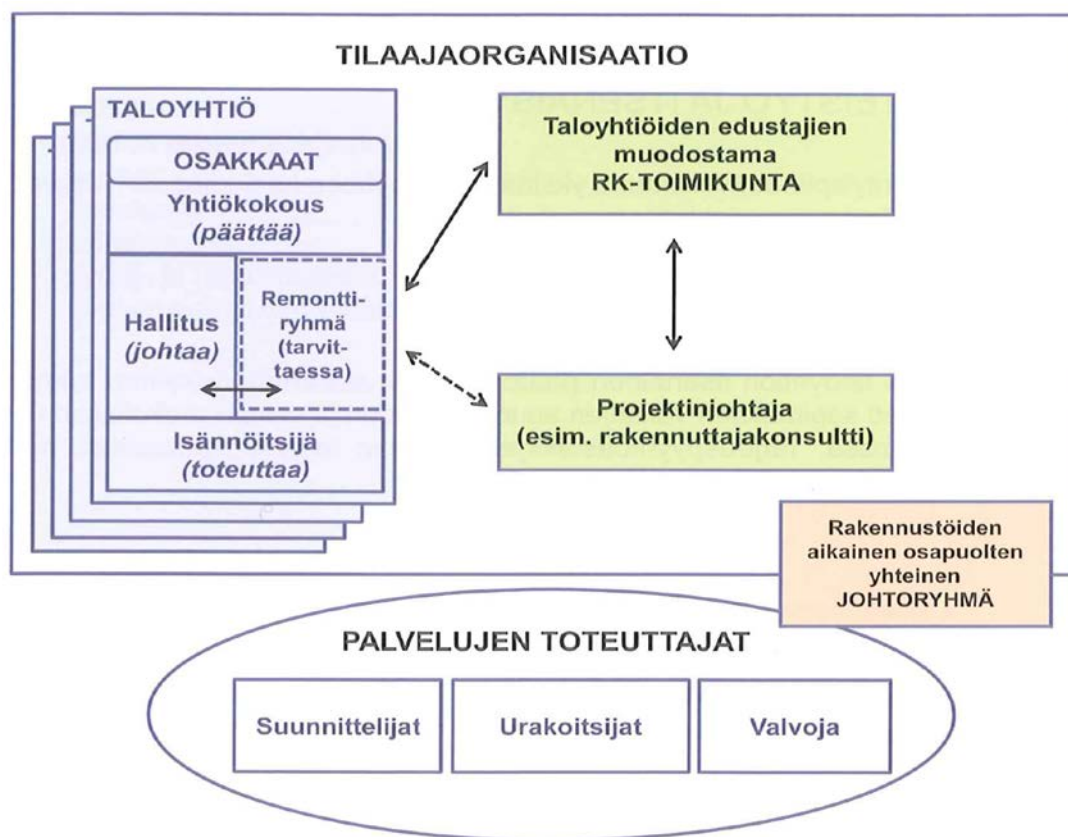 TILAAJAORGANISAATIO
TALOYHTIÖ
OSAKKAAT
Yhtiökokous
(päättää)
Hallitus
(johtaa)
Remontti-
ryhmä
(tarvit-
taessa)
Isännöitsijä
(toteuttaa)
Taloyhtiöiden edustajien
muodostama
RK-TOIMIKUNTA
Projektinjohtaja
(esim. rakennuttajakonsultti)
Rakennustöiden
aikainen osapuolten
yhteinen
JOHTORYHMÄ
PALVELUJEN TOTEUTTAJAT
Suunnittelijat
Urakoitsijat
Valvoja